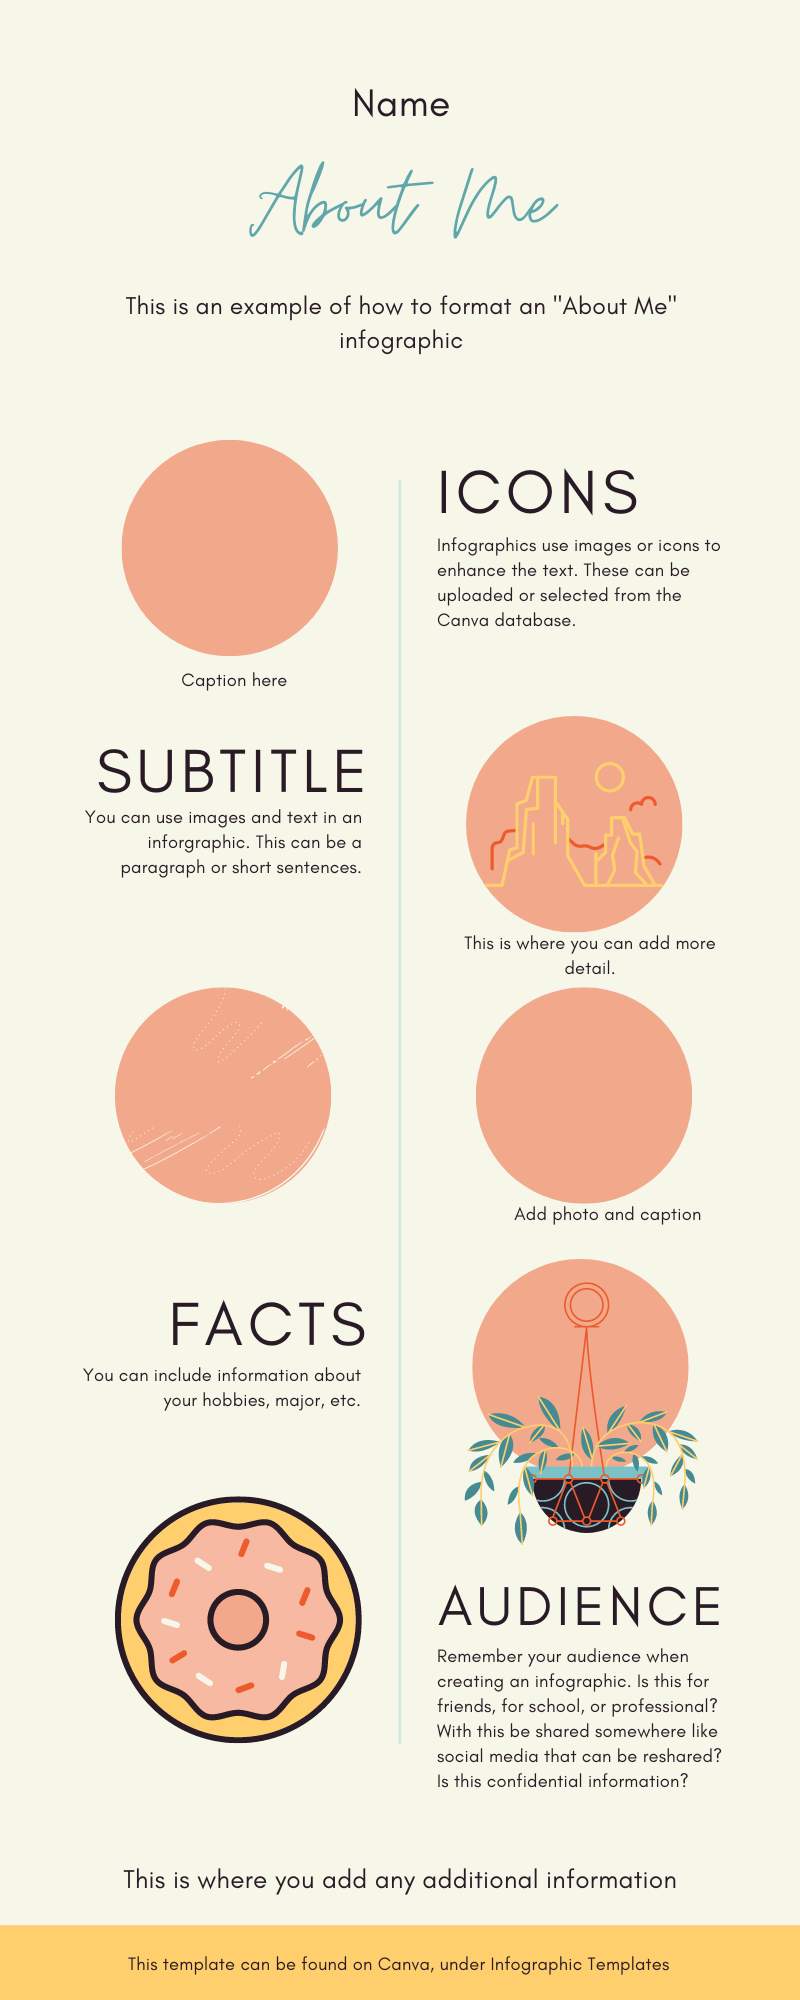 Name
About Me
This is an example of how to format an "About Me"
infographic
ICONS
Infographics use images or icons to
enhance the text. These can be
uploaded or selected from the
Canva database.
Caption here
SUBTITLE
You can use images and text in an
inforgraphic. This can be a
paragraph or short sentences.
This is where you can add more
detail.
Add photo and caption
FACTS
You can include information about
your hobbies, major, etc.
AUDIENCE
Remember your audience when
creating an infographic. Is this for
friends, for school, or professional?
With this be shared somewhere like
social media that can be reshared?
Is this confidential information?
This is where you add any additional information
This template can be found on Canva, under Infographic Templates